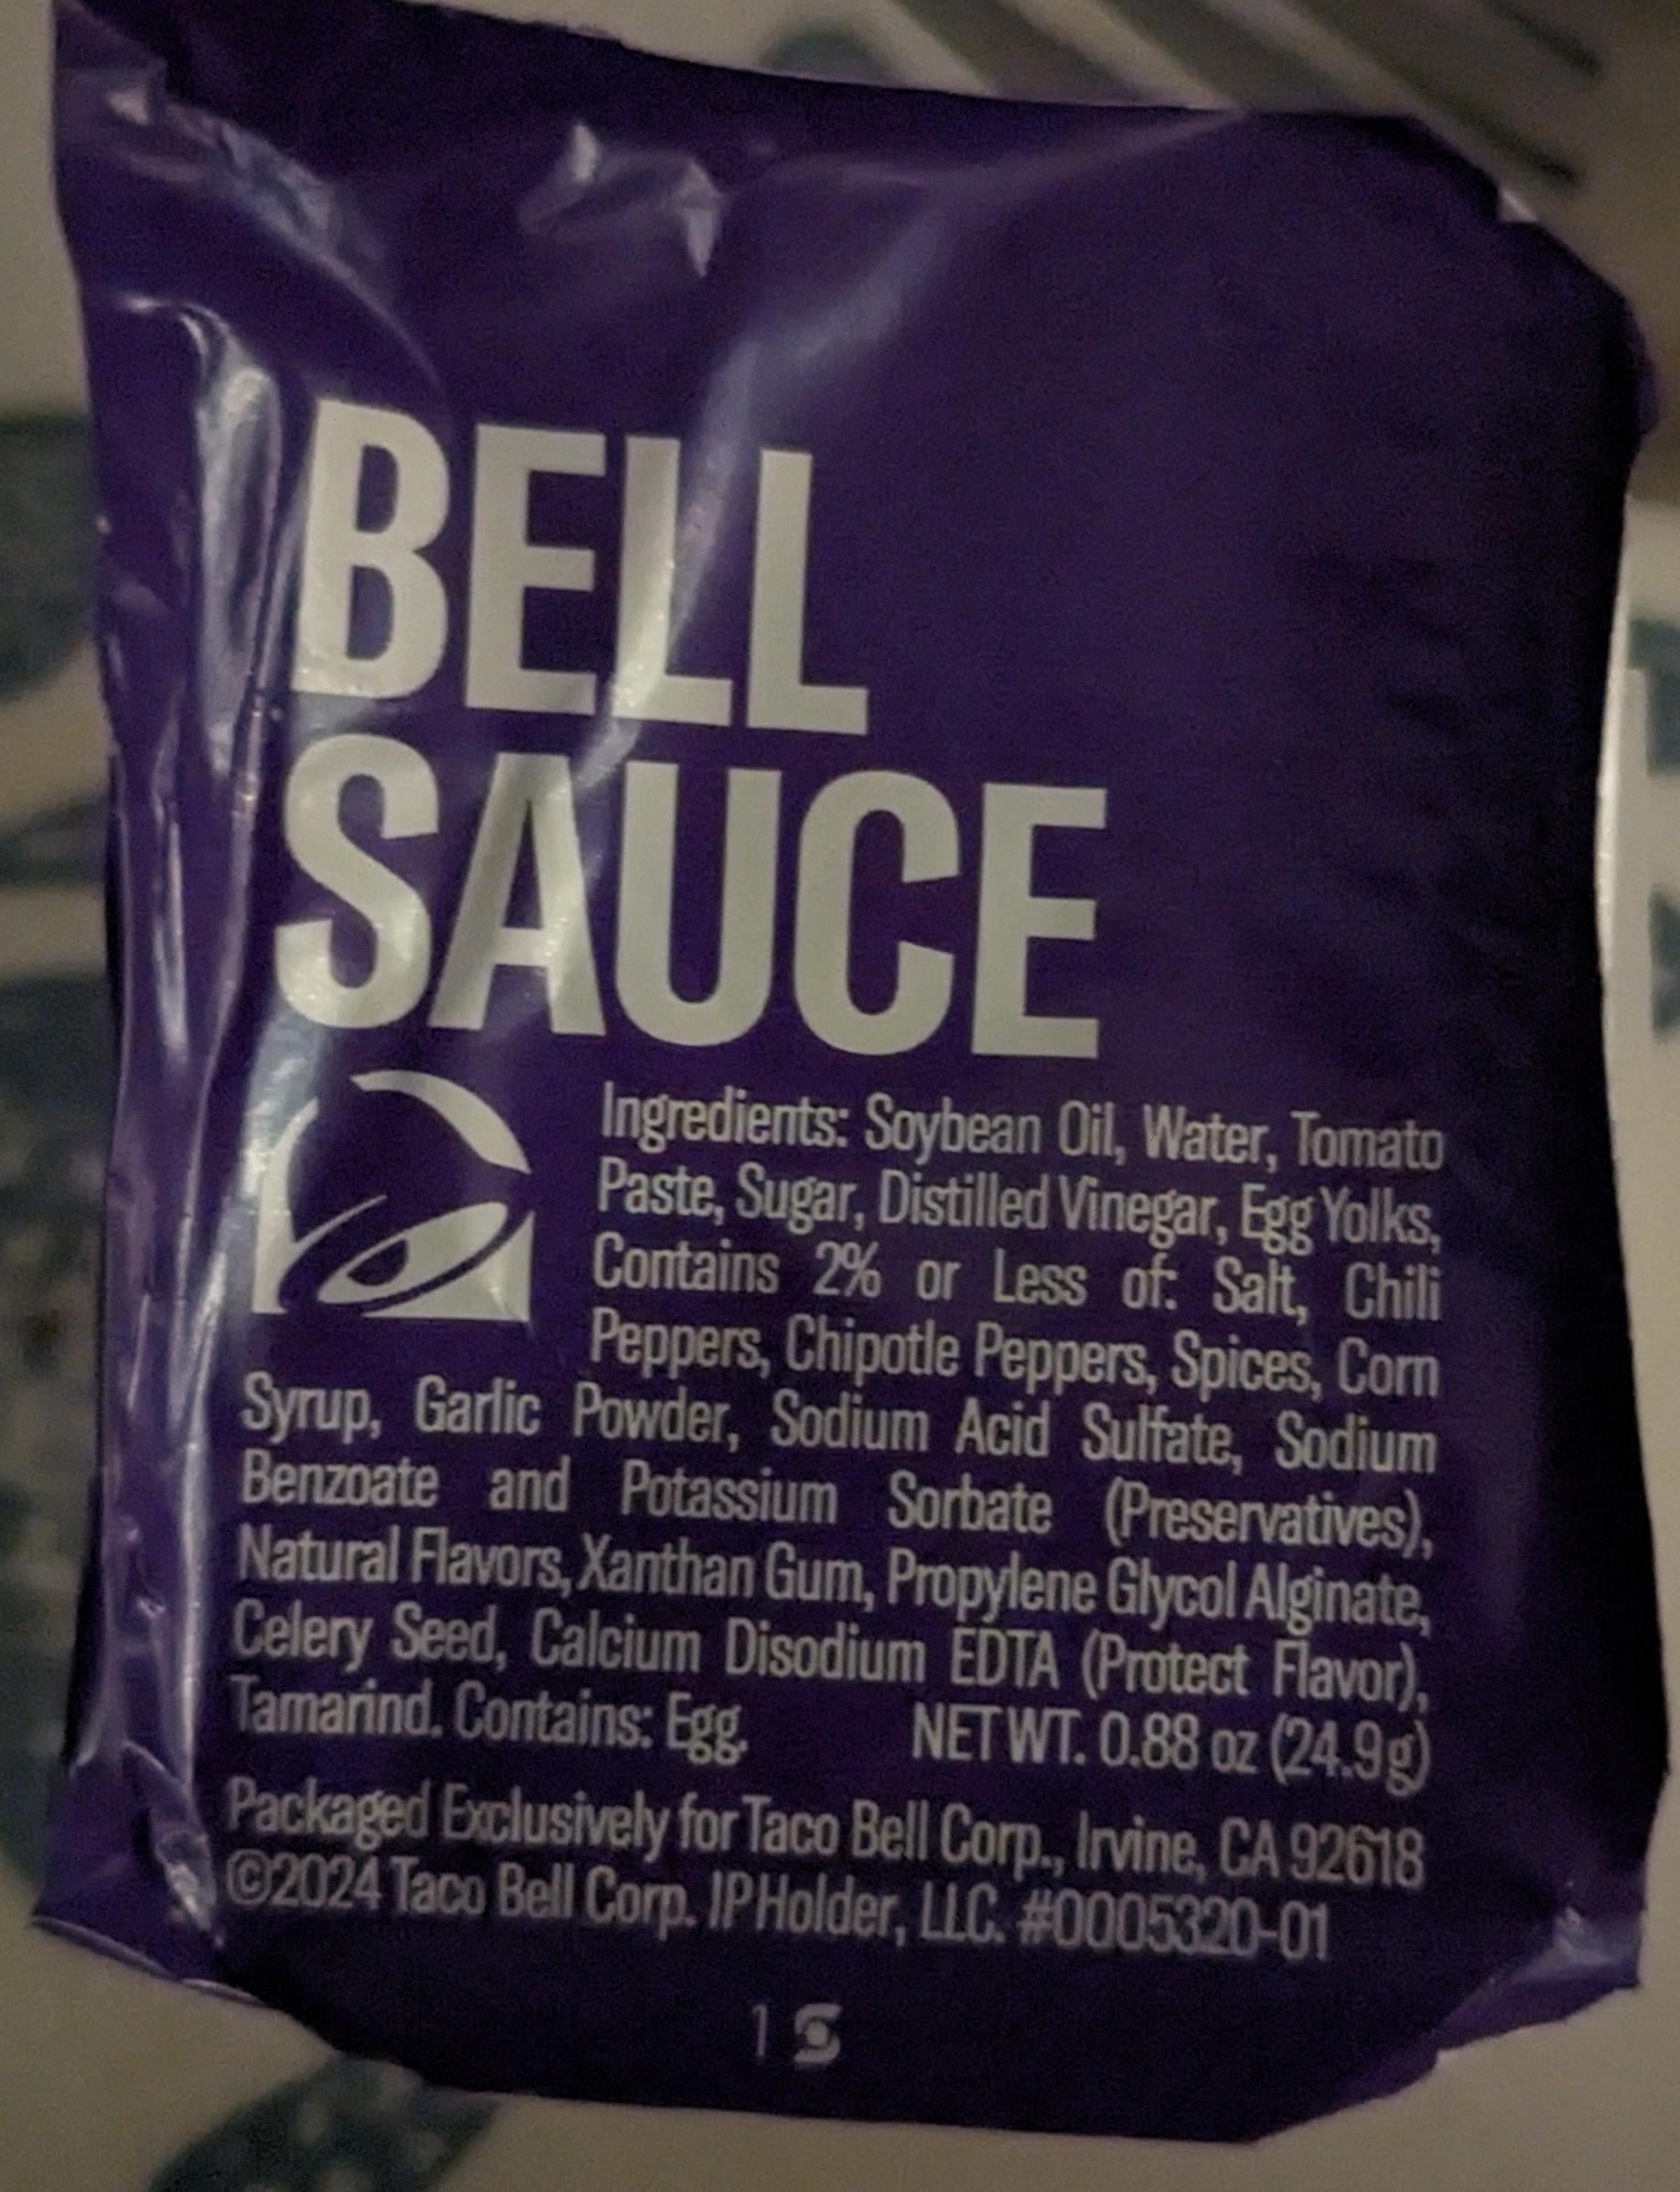 BELL
SAUCE
Ingredients: Soybean Oil, Water, Tomato
Paste, Sugar, Distilled Vinegar, Egg Yolks,
Contains 2% or Less of: Salt, Chili
Peppers, Chipotle Peppers, Spices, Corn
Syrup, Garlic Powder, Sodium Acid Sulfate, Sodium
Benzoate and Potassium Sorbate (Preservatives),
Natural Flavors, Xanthan Gum, Propylene Glycol Alginate,
Celery Seed, Calcium Disodium EDTA (Protect Flavor),
Tamarind. Contains: Egg. NET WT. 0.88 oz (24.9g)
Packaged Exclusively for Taco Bell Corp., Irvine, CA 92618
©2024 Taco Bell Corp. IP Holder, LLC. #0005320-01
1 S